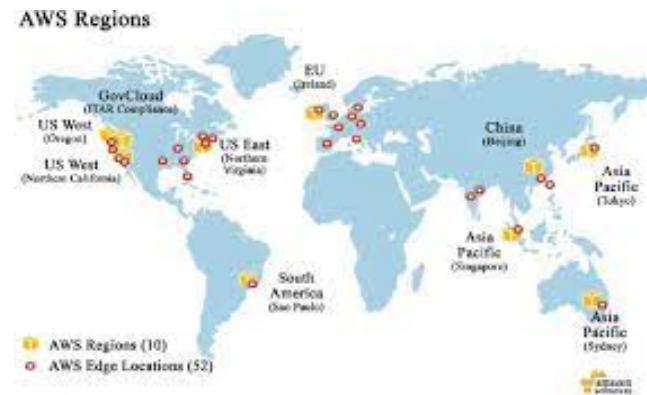 AWS Regions
GovCloud
(ITAR Compliance)
US West
(Oregon)
US West
(Northern California)
US East
(Northern
Virginia)
EU
(Ireland)
China
(Beijing)
Asia
Pacific
(Tokyo)
Asia
Pacific
(Singapore)
South
America
(Sao Paulo)
Asia
Pacific
(Sydney)
AWS Regions (10)
AWS Edge Locations (52)
amazon